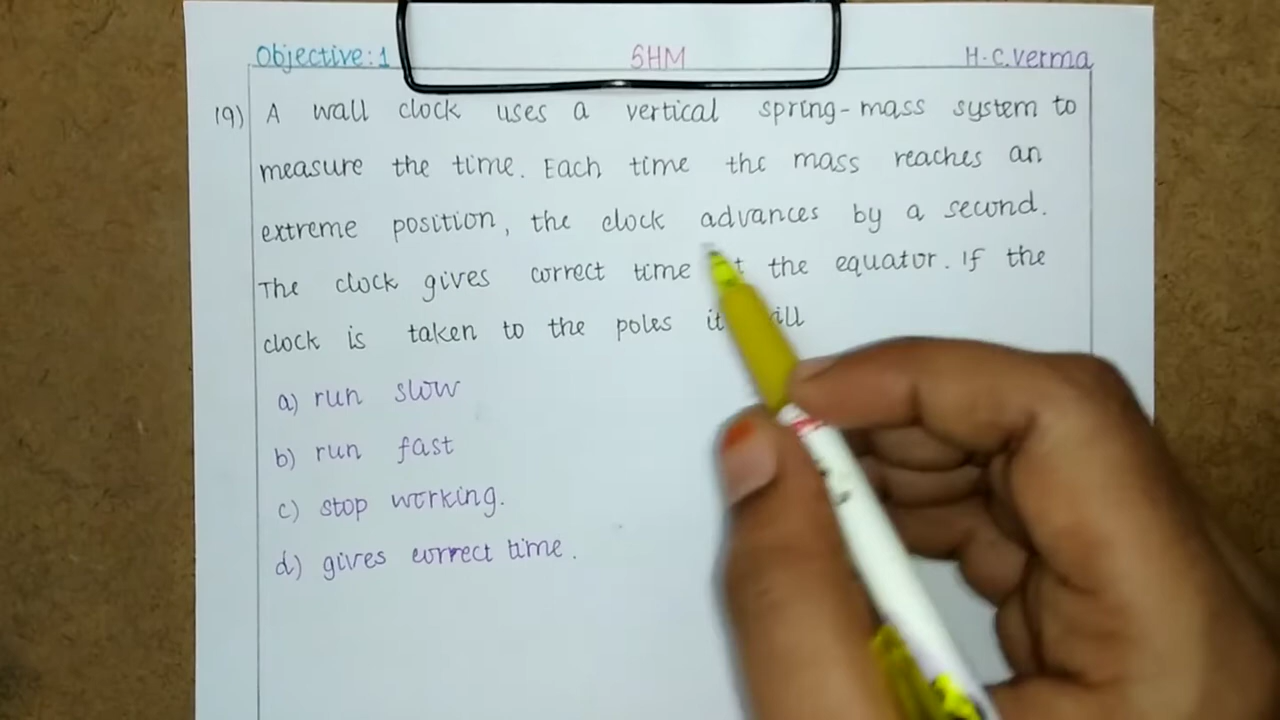 Objective:1 SHM H.C.Verma
19) A wall clock uses a vertical spring-mass system to
measure the time. Each time the mass reaches an
extreme position, the clock advances by a second.
The clock gives correct time the equator. If the
clock is taken to the poles it
a) run slow
b) run fast
c) stop working.
d) gives correct time.